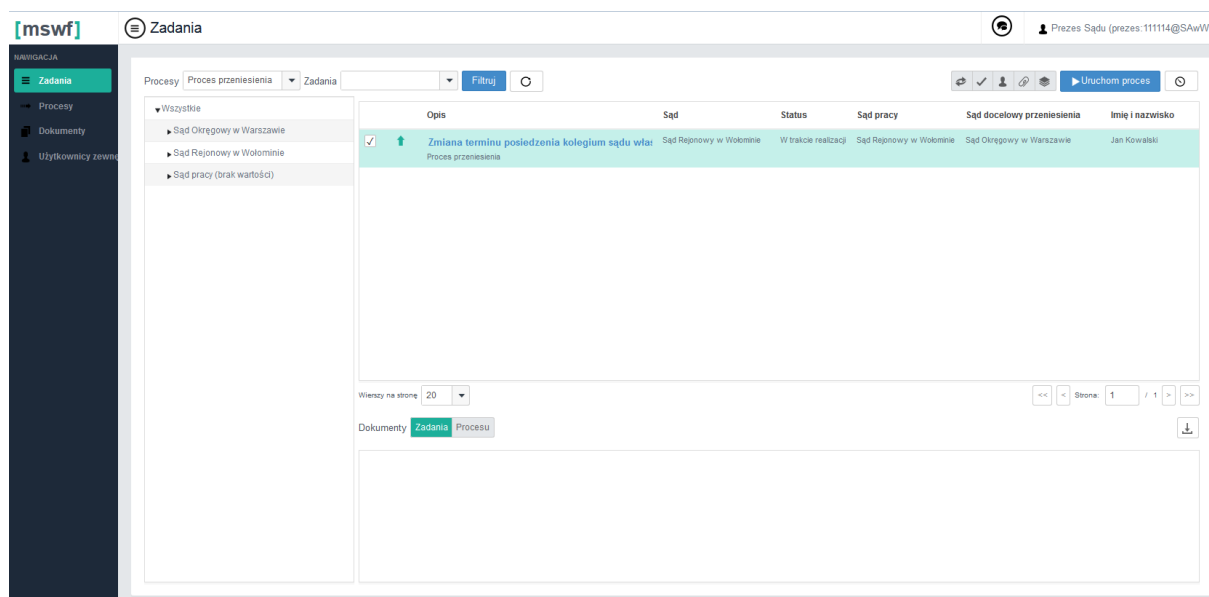 [mswf]
Zadania
Prezes Sądu (prezes:111114@SAwW
NAWIGACJA
Zadania
Procesy
Dokumenty
Użytkownicy zewnę
Procesy Proces przeniesienia Zadania Filtruj Uruchom proces
Wszystkie
Sąd Okręgowy w Warszawie
Sąd Rejonowy w Wołominie
Sąd pracy (brak wartości)
Opis Sąd Status Sąd pracy Sąd docelowy przeniesienia Imię i nazwisko
Zmiana terminu posiedzenia kolegium sądu włas Sąd Rejonowy w Wołominie W trakcie realizacji Sąd Rejonowy w Wołominie Sąd Okręgowy w Warszawie Jan Kowalski
Proces przeniesienia
Wierszy na stronę 20 << < Strona: 1 / 1 > >>
Dokumenty Zadania Procesu